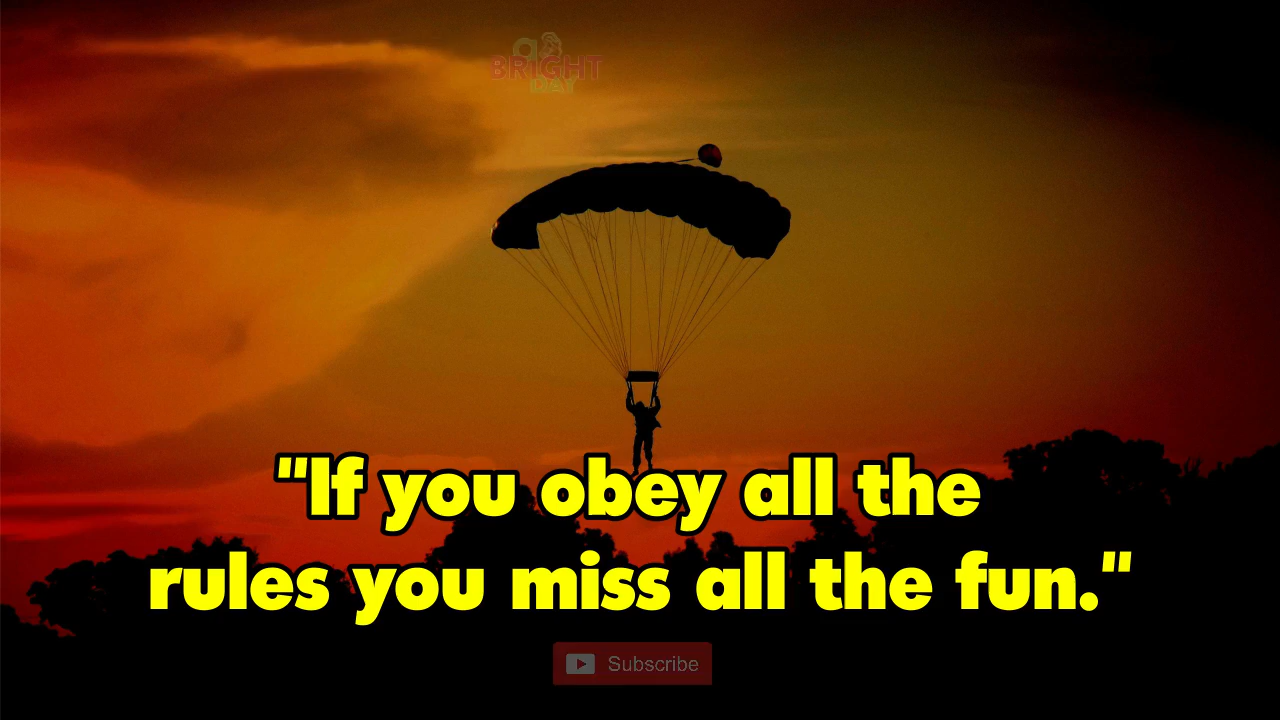 a
BRIGHT
DAY
"If you obey all the
rules you miss all the fun."
Subscribe